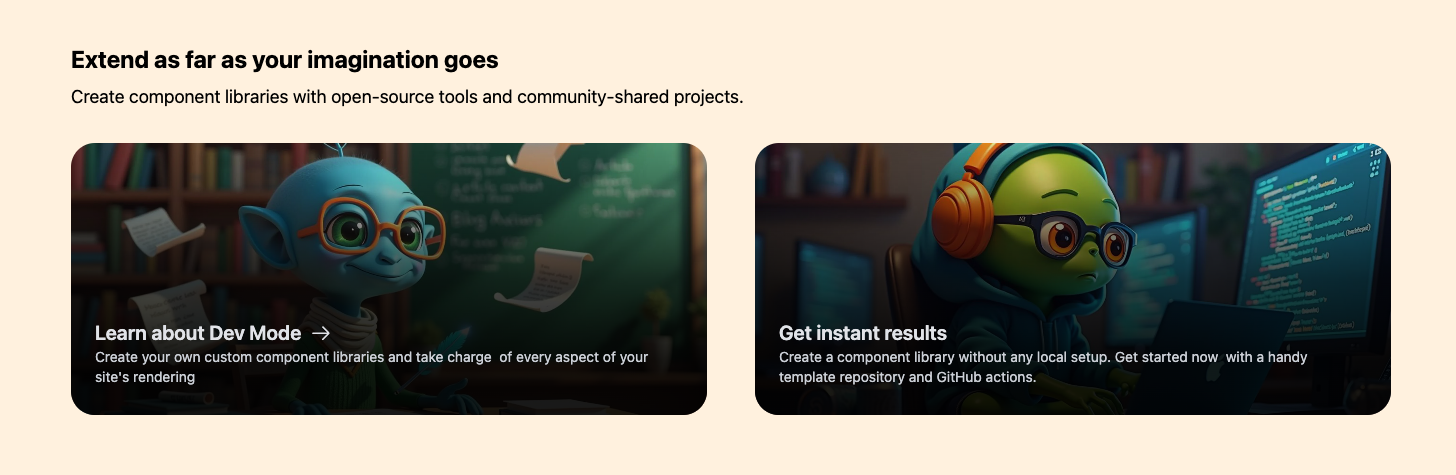 Extend as far as your imagination goes
Create component libraries with open-source tools and community-shared projects.
Learn about Dev Mode →
Create your own custom component libraries and take charge  of every aspect of your
site's rendering
Get instant results
Create a component library without any local setup. Get started now  with a handy
template repository and GitHub actions.